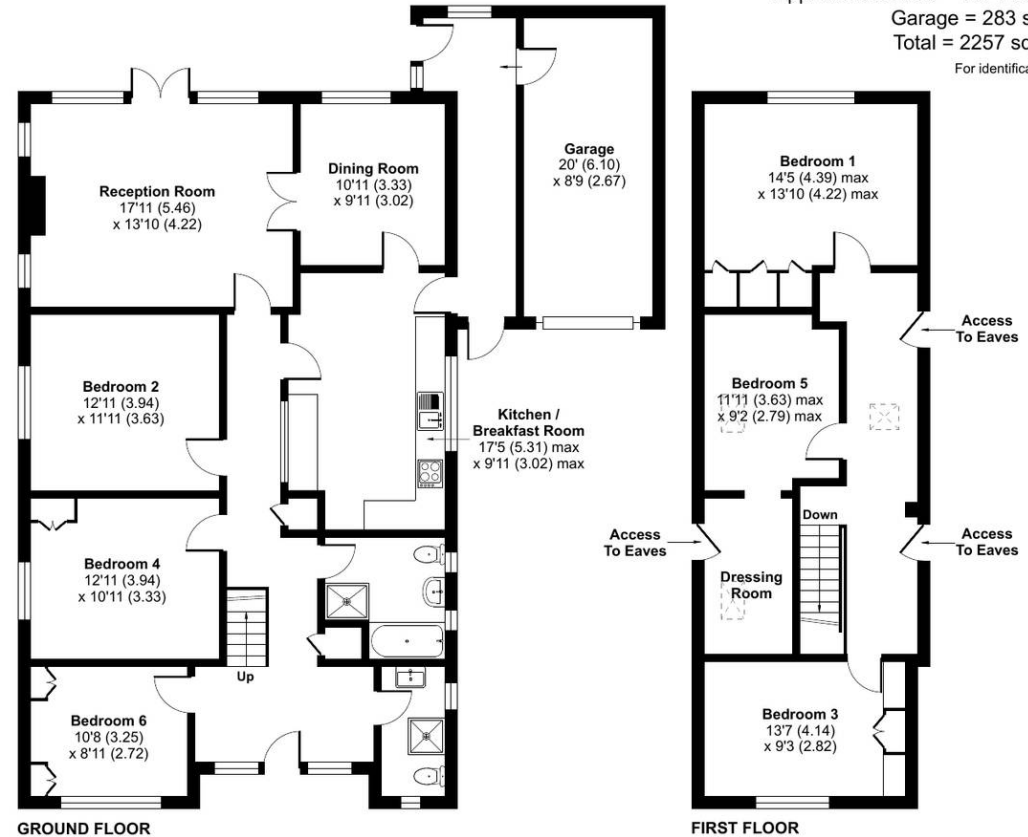 Garage = 283 s
Total = 2257 sq
For identifica
Reception Room
17'11 (5.46)
x 13'10 (4.22)
Dining Room
10'11 (3.33)
x 9'11 (3.02)
Garage
20' (6.10)
x 8'9 (2.67)
Bedroom 2
12'11 (3.94)
x 11'11 (3.63)
Kitchen /
Breakfast Room
17'5 (5.31) max
x 9'11 (3.02) max
Bedroom 4
12'11 (3.94)
x 10'11 (3.33)
Up
Bedroom 6
10'8 (3.25)
x 8'11 (2.72)
GROUND FLOOR
Bedroom 1
14'5 (4.39) max
x 13'10 (4.22) max
Access
To Eaves
Bedroom 5
11'11 (3.63) max
x 9'2 (2.79) max
Down
Access
To Eaves
Access
To Eaves
Dressing
Room
Bedroom 3
13'7 (4.14)
x 9'3 (2.82)
FIRST FLOOR